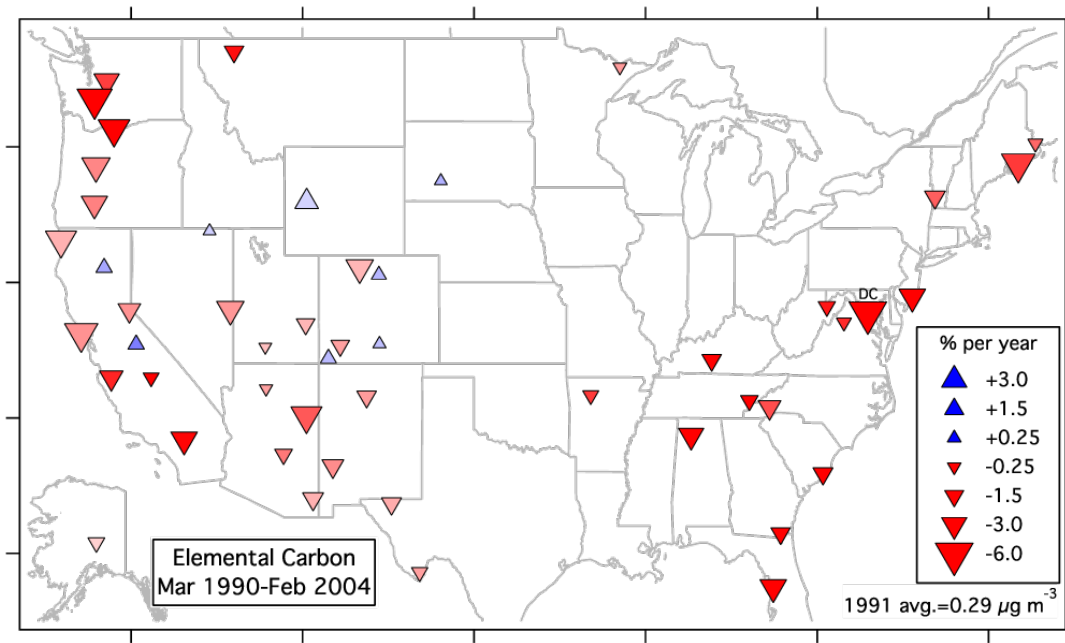 DC
% per year
+3.0
+1.5
+0.25
-0.25
-1.5
-3.0
-6.0
Elemental Carbon
Mar 1990-Feb 2004
1991 avg.=0.29 µg m⁻³